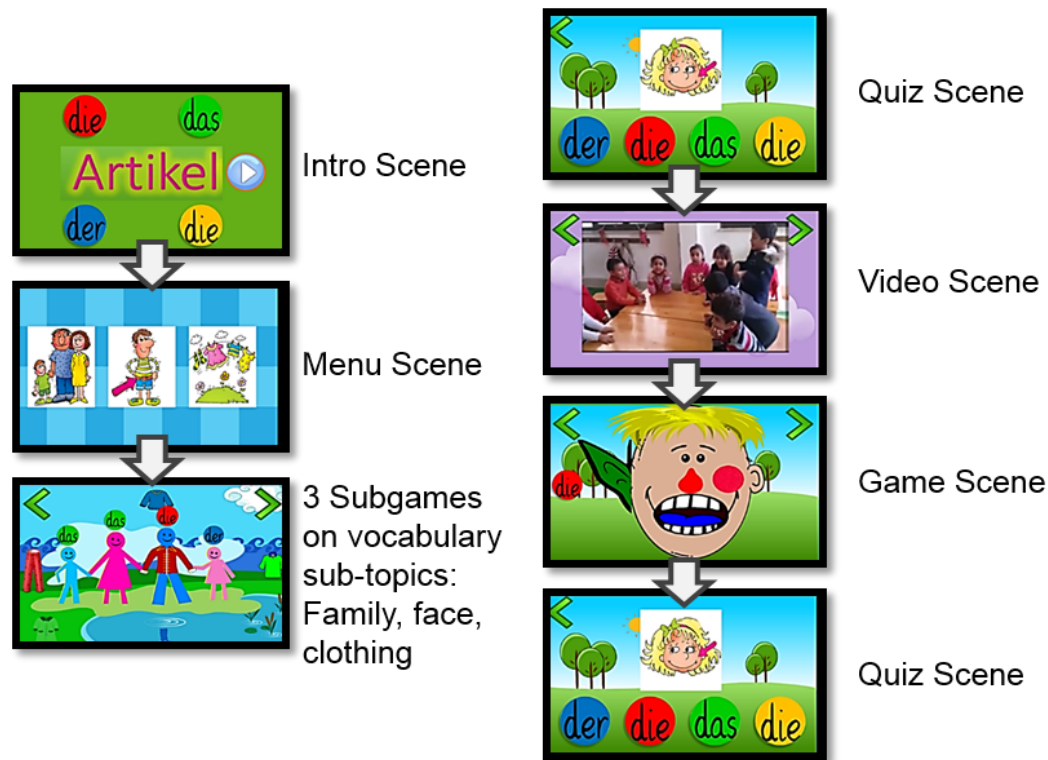 die das
Artikel
der die
Intro Scene
Menu Scene
das das die der
3 Subgames
on vocabulary
sub-topics:
Family, face,
clothing
der die das die
Quiz Scene
Video Scene
die
Game Scene
der die das die
Quiz Scene